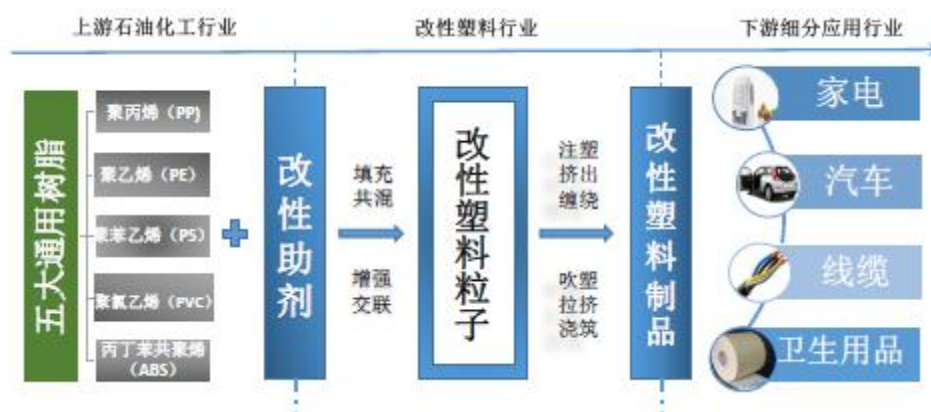 上游石油化工行业
改性塑料行业
下游细分应用行业
五大通用树脂
聚丙烯（PP)
聚乙烯（PE）
聚苯乙烯（PS）
聚氯乙烯（PVC）
丙丁苯共聚烯
（ABS）
改性助剂
填充
共混
增强
交联
改性塑料粒子
注塑
挤出
缠绕
吹塑
拉挤
浇筑
改性塑料制品
家电
汽车
线缆
卫生用品